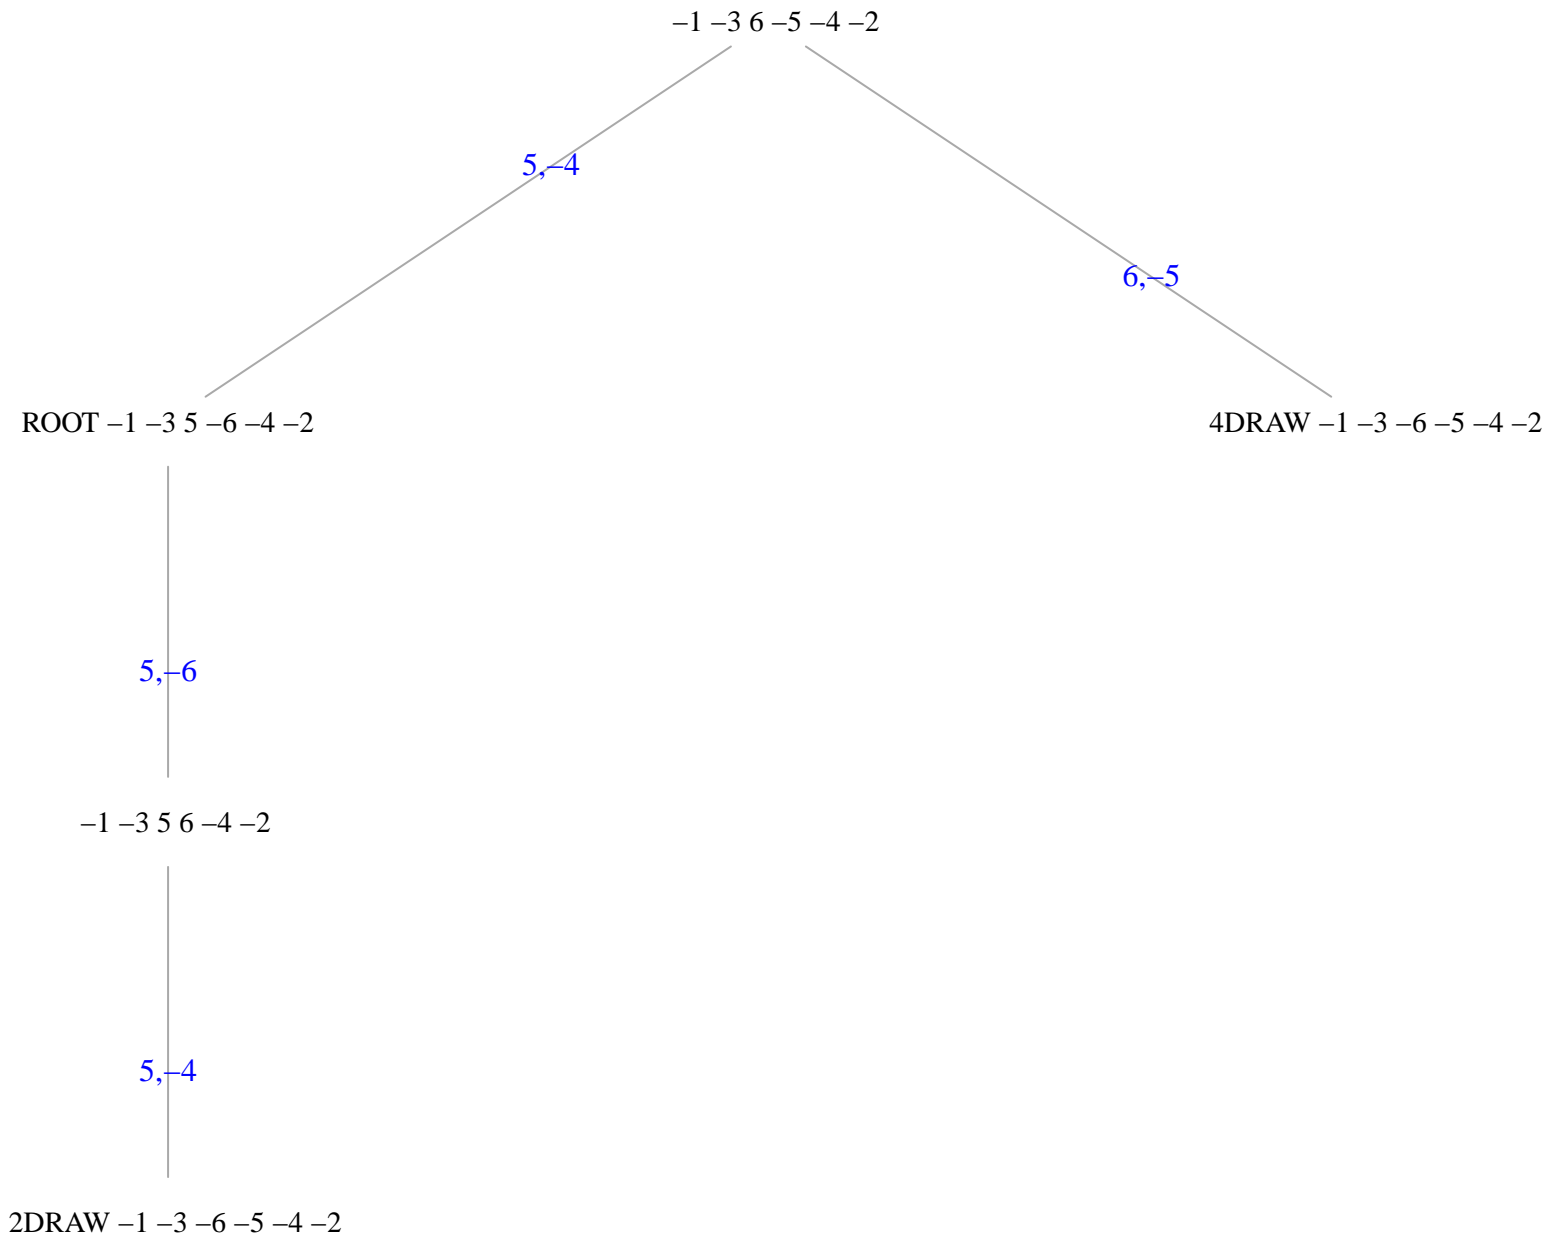 –1 –3 6 –5 –4 –2
5,–4
6,–5
ROOT –1 –3 5 –6 –4 –2
4DRAW –1 –3 –6 –5 –4 –2
5,–6
–1 –3 5 6 –4 –2
5,–4
2DRAW –1 –3 –6 –5 –4 –2